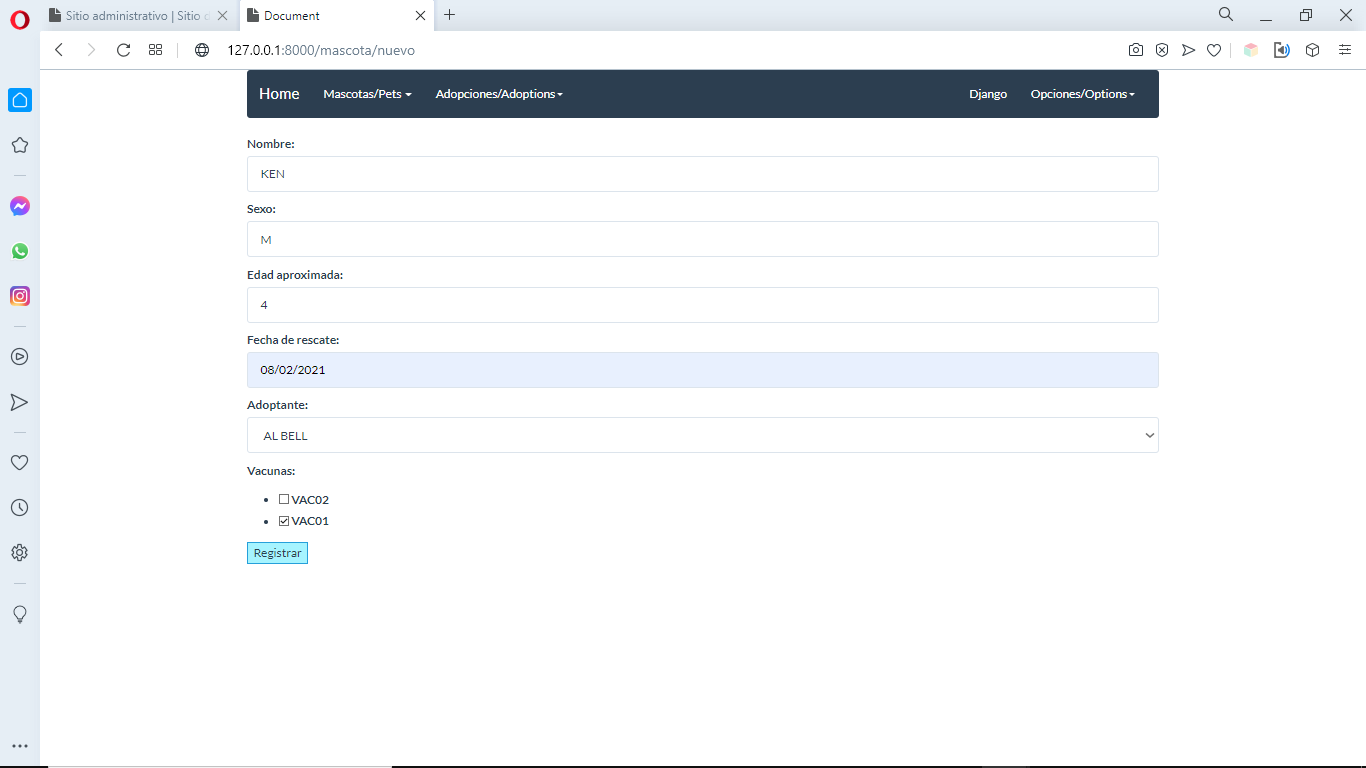 Sitio administrativo | Sitio d
Document
127.0.0.1:8000/mascota/nuevo
Home Mascotas/Pets Adopciones/Adoptions Django Opciones/Options
Nombre:
KEN
Sexo:
M
Edad aproximada:
4
Fecha de rescate:
08/02/2021
Adoptante:
AL BELL
Vacunas:
VAC02
VAC01
Registrar